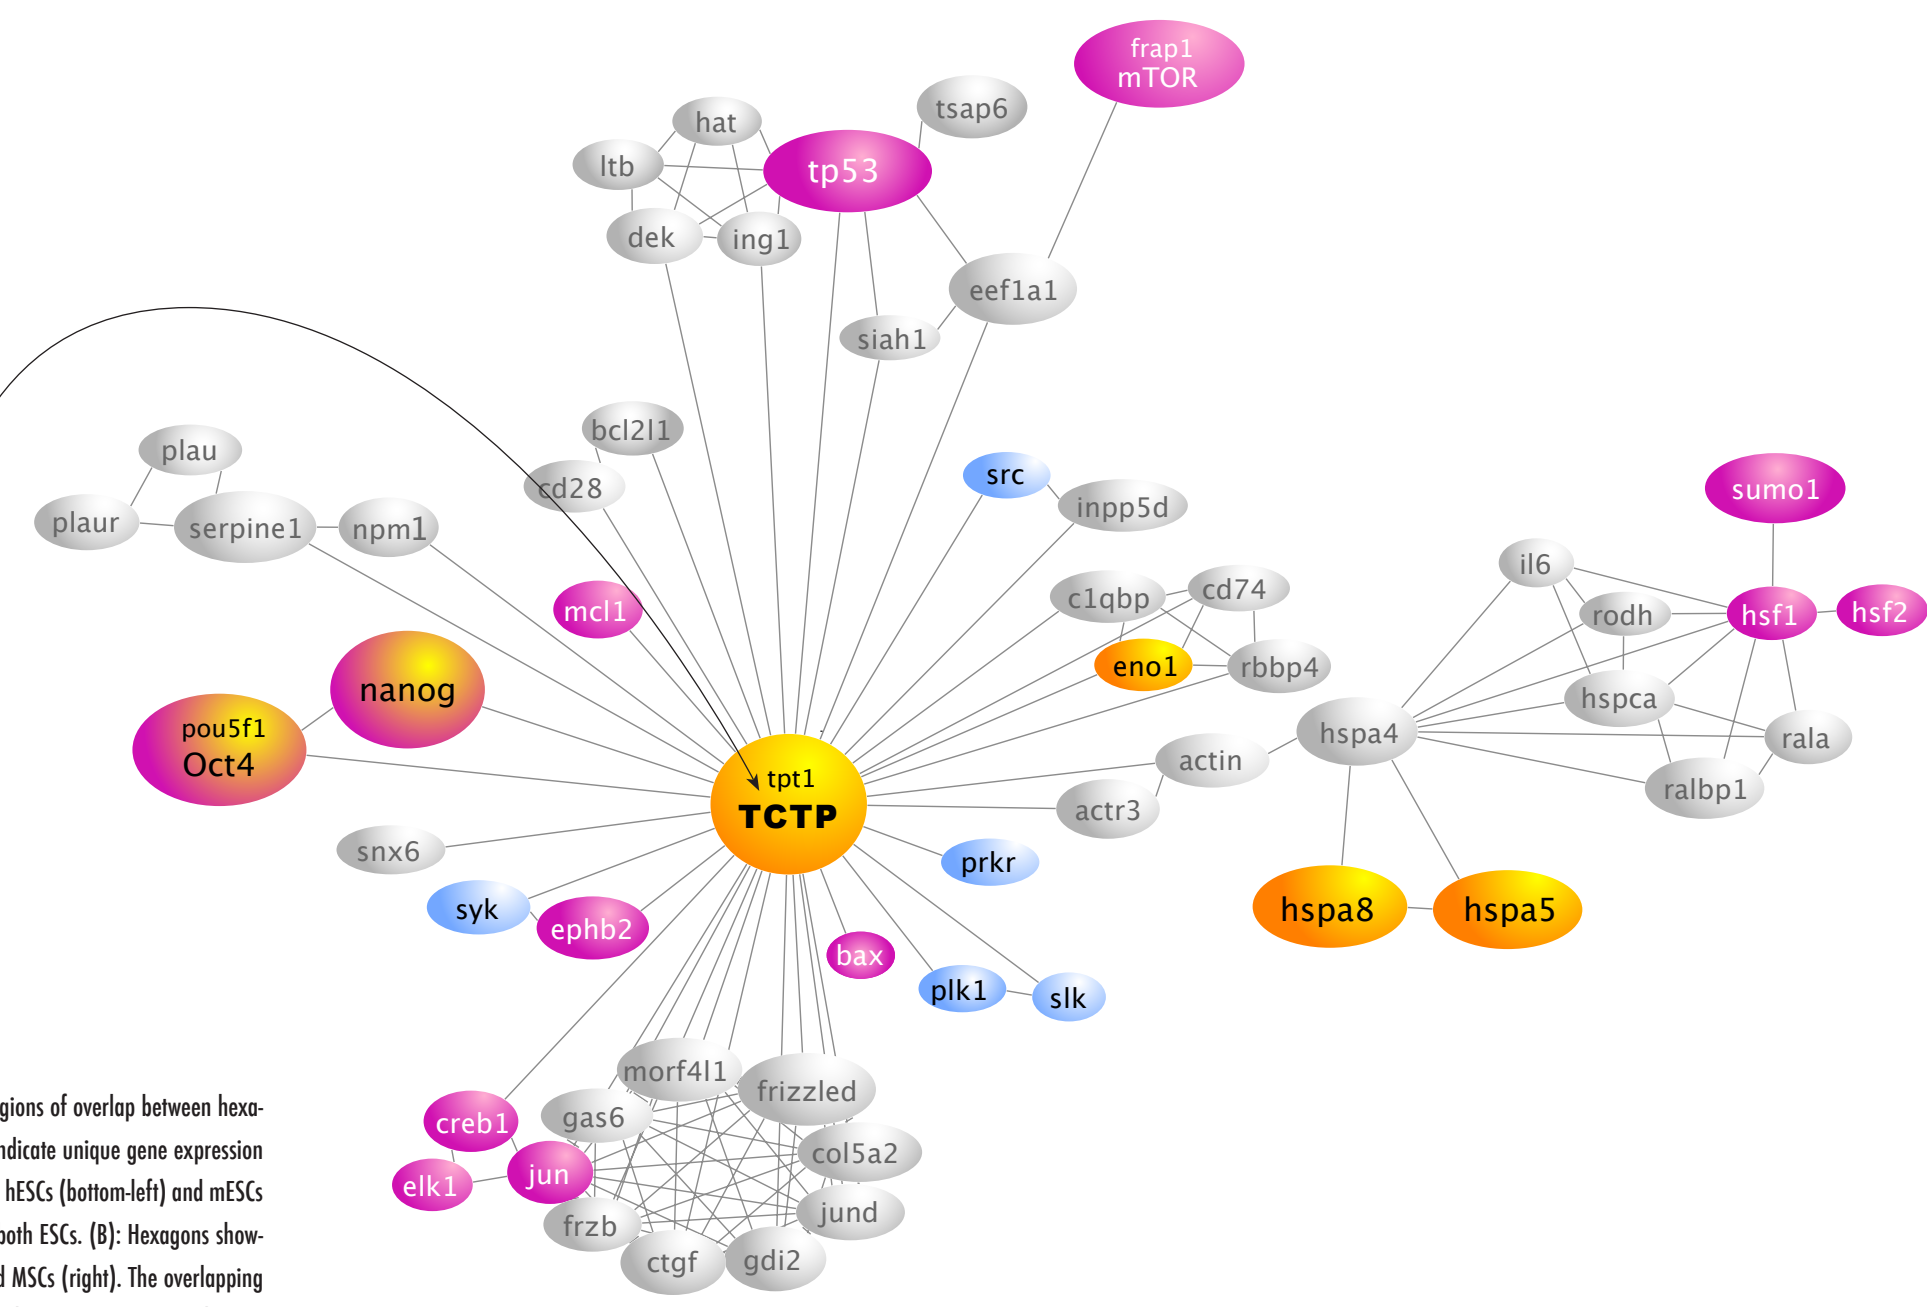 frap1
mTOR
tsap6
hat
ltb
tp53
dek
ing1
eef1a1
siah1
bcl2l1
plau
cd28
src
inpp5d
sumo1
plaur
serpine1
npm1
il6
c1qbp
cd74
mcl1
rodh
hsf1
hsf2
eno1
rbbp4
nanog
hspca
pou5f1
Oct4
hspa4
rala
actin
tpt1
TCTP
ralbp1
actr3
snx6
prkr
syk
ephb2
hspa8
hspa5
bax
plk1
slk
morf4l1
frizzled
gas6
creb1
col5a2
jun
elk1
jund
frzb
ctgf
gdi2
gions of overlap between hexa-
ndicate unique gene expression
hESCs (bottom-left) and mESCs
both ESCs. (B): Hexagons show-
d MSCs (right). The overlapping